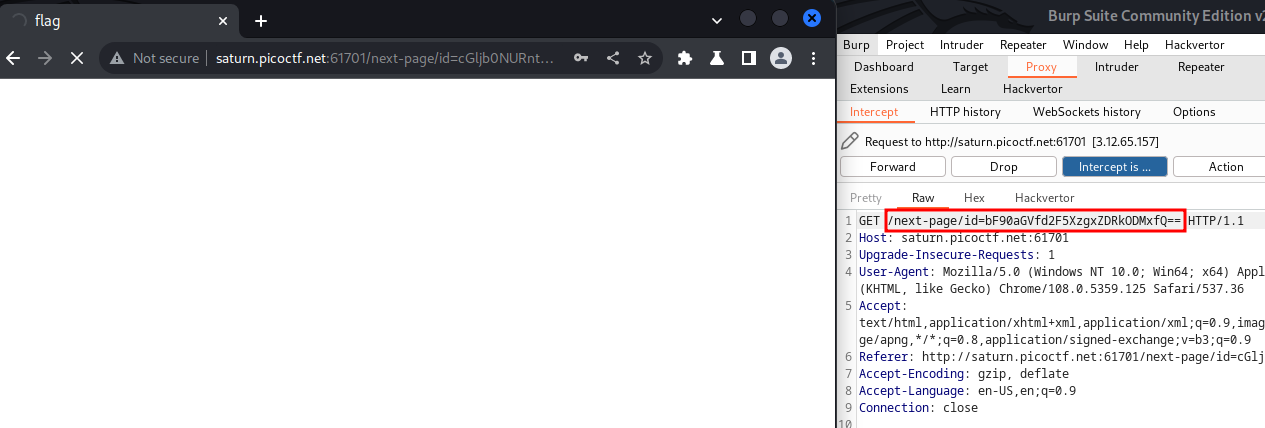 flag
Not secure saturn.picoctf.net:61701/next-page/id=cGljb0NURnt...
Burp Suite Community Edition v2
Burp Project Intruder Repeater Window Help Hackvertor
Dashboard Target Proxy Intruder Repeater
Extensions Learn Hackvertor
Intercept HTTP history WebSockets history Options
Request to http://saturn.picoctf.net:61701 [3.12.65.157]
Forward Drop Intercept is ... Action
Pretty Raw Hex Hackvertor
1 GET /next-page/id=bF90aGVfd2F5XzgxZDRkODMxfQ== HTTP/1.1
2 Host: saturn.picoctf.net:61701
3 Upgrade-Insecure-Requests: 1
4 User-Agent: Mozilla/5.0 (Windows NT 10.0; Win64; x64) Appl
(KHTML, like Gecko) Chrome/108.0.5359.125 Safari/537.36
5 Accept:
text/html,application/xhtml+xml,application/xml;q=0.9,imag
ge/apng,*/*;q=0.8,application/signed-exchange;v=b3;q=0.9
6 Referer: http://saturn.picoctf.net:61701/next-page/id=cGlj
7 Accept-Encoding: gzip, deflate
8 Accept-Language: en-US,en;q=0.9
9 Connection: close
10